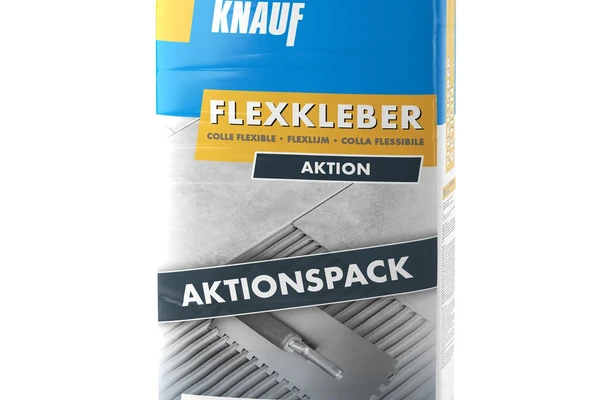 KNAUF
FLEXKLEBER
COLLE FLEXIBLE • FLEXLIJM • COLLA FLESSIBILE
AKTION
AKTIONSPACK